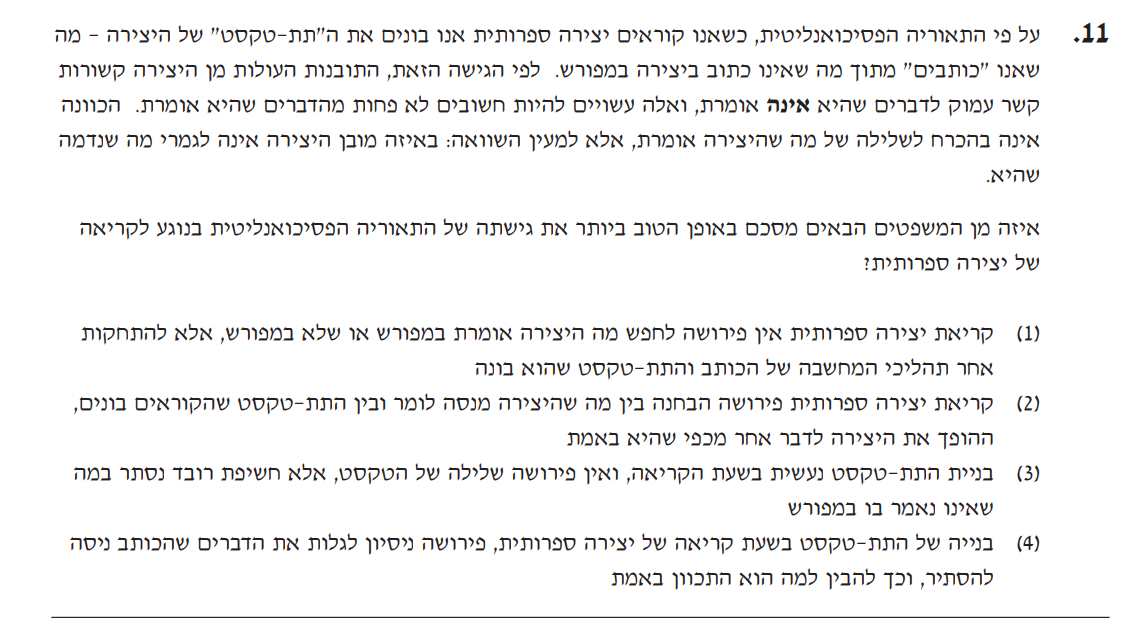 11. על פי התאוריה הפסיכואנליטית, כשאנו קוראים יצירה ספרותית אנו בונים את ה"תת-טקסט" של היצירה - מה
שאנו "כותבים" מתוך מה שאינו כתוב ביצירה במפורש. לפי הגישה הזאת, התובנות העולות מן היצירה קשורות
קשר עמוק לדברים שהיא אינה אומרת, ואלה עשויים להיות חשובים לא פחות מהדברים שהיא אומרת. הכוונה
אינה בהכרח לשלילה של מה שהיצירה אומרת, אלא למעין השוואה: באיזה מובן היצירה אינה לגמרי מה שנדמה
שהיא.
איזה מן המשפטים הבאים מסכם באופן הטוב ביותר את גישתה של התאוריה הפסיכואנליטית בנוגע לקריאה
של יצירה ספרותית?
(1) קריאת יצירה ספרותית אין פירושה לחפש מה היצירה אומרת במפורש או שלא במפורש, אלא להתחקות
אחר תהליכי המחשבה של הכותב והתת-טקסט שהוא בונה
(2) קריאת יצירה ספרותית פירושה הבחנה בין מה שהיצירה מנסה לומר ובין התת-טקסט שהקוראים בונים,
ההופך את היצירה לדבר אחר מכפי שהיא באמת
(3) בניית התת-טקסט נעשית בשעת הקריאה, ואין פירושה שלילה של הטקסט, אלא חשיפת רובד נסתר במה
שאינו נאמר בו במפורש
(4) בנייה של התת-טקסט בשעת קריאה של יצירה ספרותית, פירושה ניסיון לגלות את הדברים שהכותב ניסה
להסתיר, וכך להבין למה הוא התכוון באמת